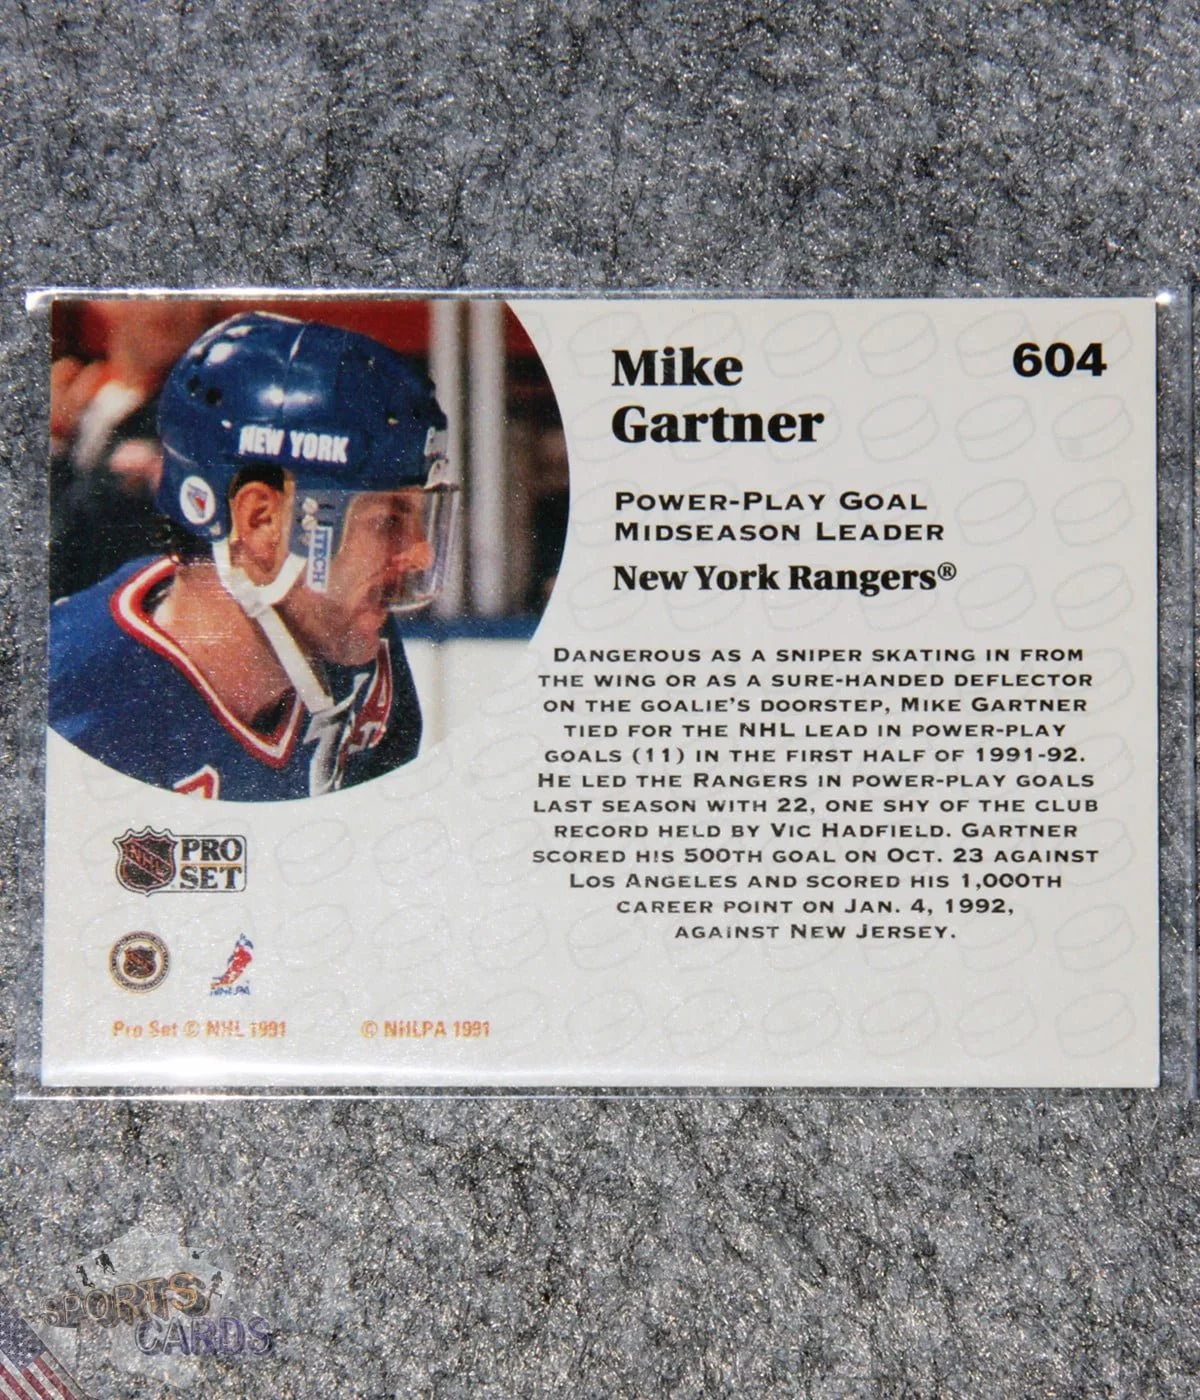 NEW YORK
ITECH
Mike
Gartner
604
POWER-PLAY GOAL
MIDSEASON LEADER
New York Rangers®
DANGEROUS AS A SNIPER SKATING IN FROM
THE WING OR AS A SURE-HANDED DEFLECTOR
ON THE GOALIE'S DOORSTEP, MIKE GARTNER
TIED FOR THE NHL LEAD IN POWER-PLAY
GOALS (11) IN THE FIRST HALF OF 1991-92.
HE LED THE RANGERS IN POWER-PLAY GOALS
LAST SEASON WITH 22, ONE SHY OF THE CLUB
RECORD HELD BY VIC HADFIELD. GARTNER
SCORED HIS 500TH GOAL ON OCT. 23 AGAINST
LOS ANGELES AND SCORED HIS 1,000TH
CAREER POINT ON JAN. 4, 1992,
AGAINST NEW JERSEY.
NHL PRO
SET
NHLPA
Pro Set © NHL 1991 © NHLPA 1991
SPORTS
CARDS